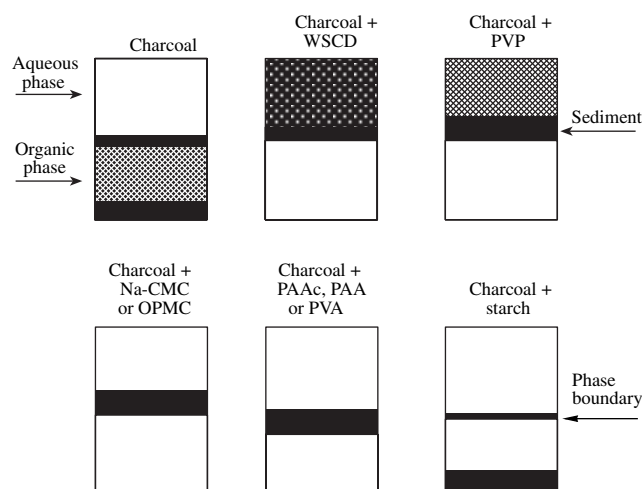 Charcoal
Aqueous
phase
Organic
phase
Charcoal +
WSCD
Charcoal +
PVP
Sediment
Charcoal +
Na-CMC
or OPMC
Charcoal +
PAAc, PAA
or PVA
Charcoal +
starch
Phase
boundary